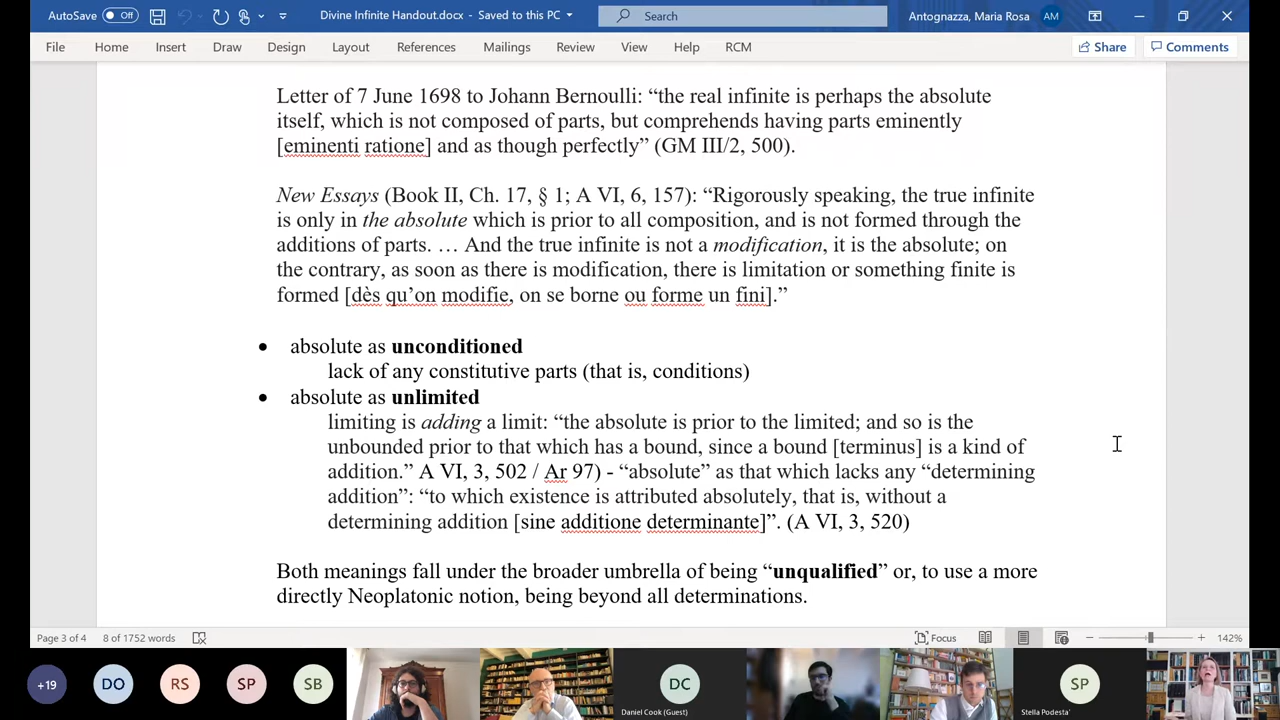 AutoSave Off Divine Infinite Handout.docx - Saved to this PC Search Antognazza, Maria Rosa AM
File Home Insert Draw Design Layout References Mailings Review View Help RCM Share Comments
Letter of 7 June 1698 to Johann Bernoulli: “the real infinite is perhaps the absolute
itself, which is not composed of parts, but comprehends having parts eminently
[eminenti ratione] and as though perfectly” (GM III/2, 500).
New Essays (Book II, Ch. 17, § 1; A VI, 6, 157): “Rigorously speaking, the true infinite
is only in the absolute which is prior to all composition, and is not formed through the
additions of parts. … And the true infinite is not a modification, it is the absolute; on
the contrary, as soon as there is modification, there is limitation or something finite is
formed [dès qu’on modifie, on se borne ou forme un fini].”
• absolute as unconditioned
lack of any constitutive parts (that is, conditions)
• absolute as unlimited
limiting is adding a limit: “the absolute is prior to the limited; and so is the
unbounded prior to that which has a bound, since a bound [terminus] is a kind of
addition.” A VI, 3, 502 / Ar 97) - “absolute” as that which lacks any “determining
addition”: “to which existence is attributed absolutely, that is, without a
determining addition [sine additione determinante]”. (A VI, 3, 520)
Both meanings fall under the broader umbrella of being “unqualified” or, to use a more
directly Neoplatonic notion, being beyond all determinations.
Page 3 of 4 8 of 1752 words Focus 142%
+19 DO RS SP SB DC SP
Daniel Cook (Guest) Stella Podesta'